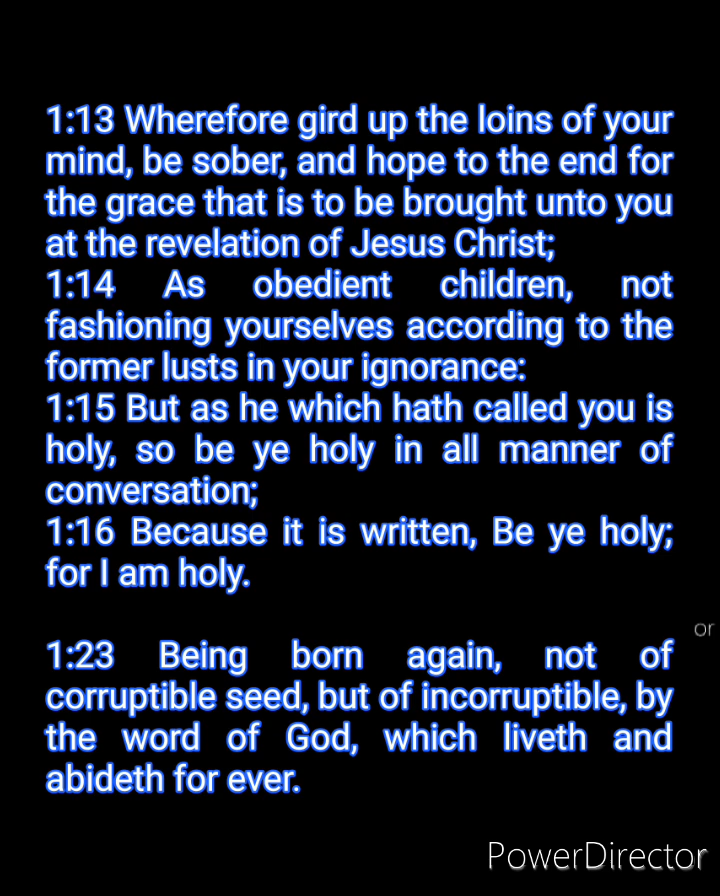 1:13 Wherefore gird up the loins of your
mind, be sober, and hope to the end for
the grace that is to be brought unto you
at the revelation of Jesus Christ;
1:14 As obedient children, not
fashioning yourselves according to the
former lusts in your ignorance:
1:15 But as he which hath called you is
holy, so be ye holy in all manner of
conversation;
1:16 Because it is written, Be ye holy;
for I am holy.
or
1:23 Being born again, not of
corruptible seed, but of incorruptible, by
the word of God, which liveth and
abideth for ever.
PowerDirector